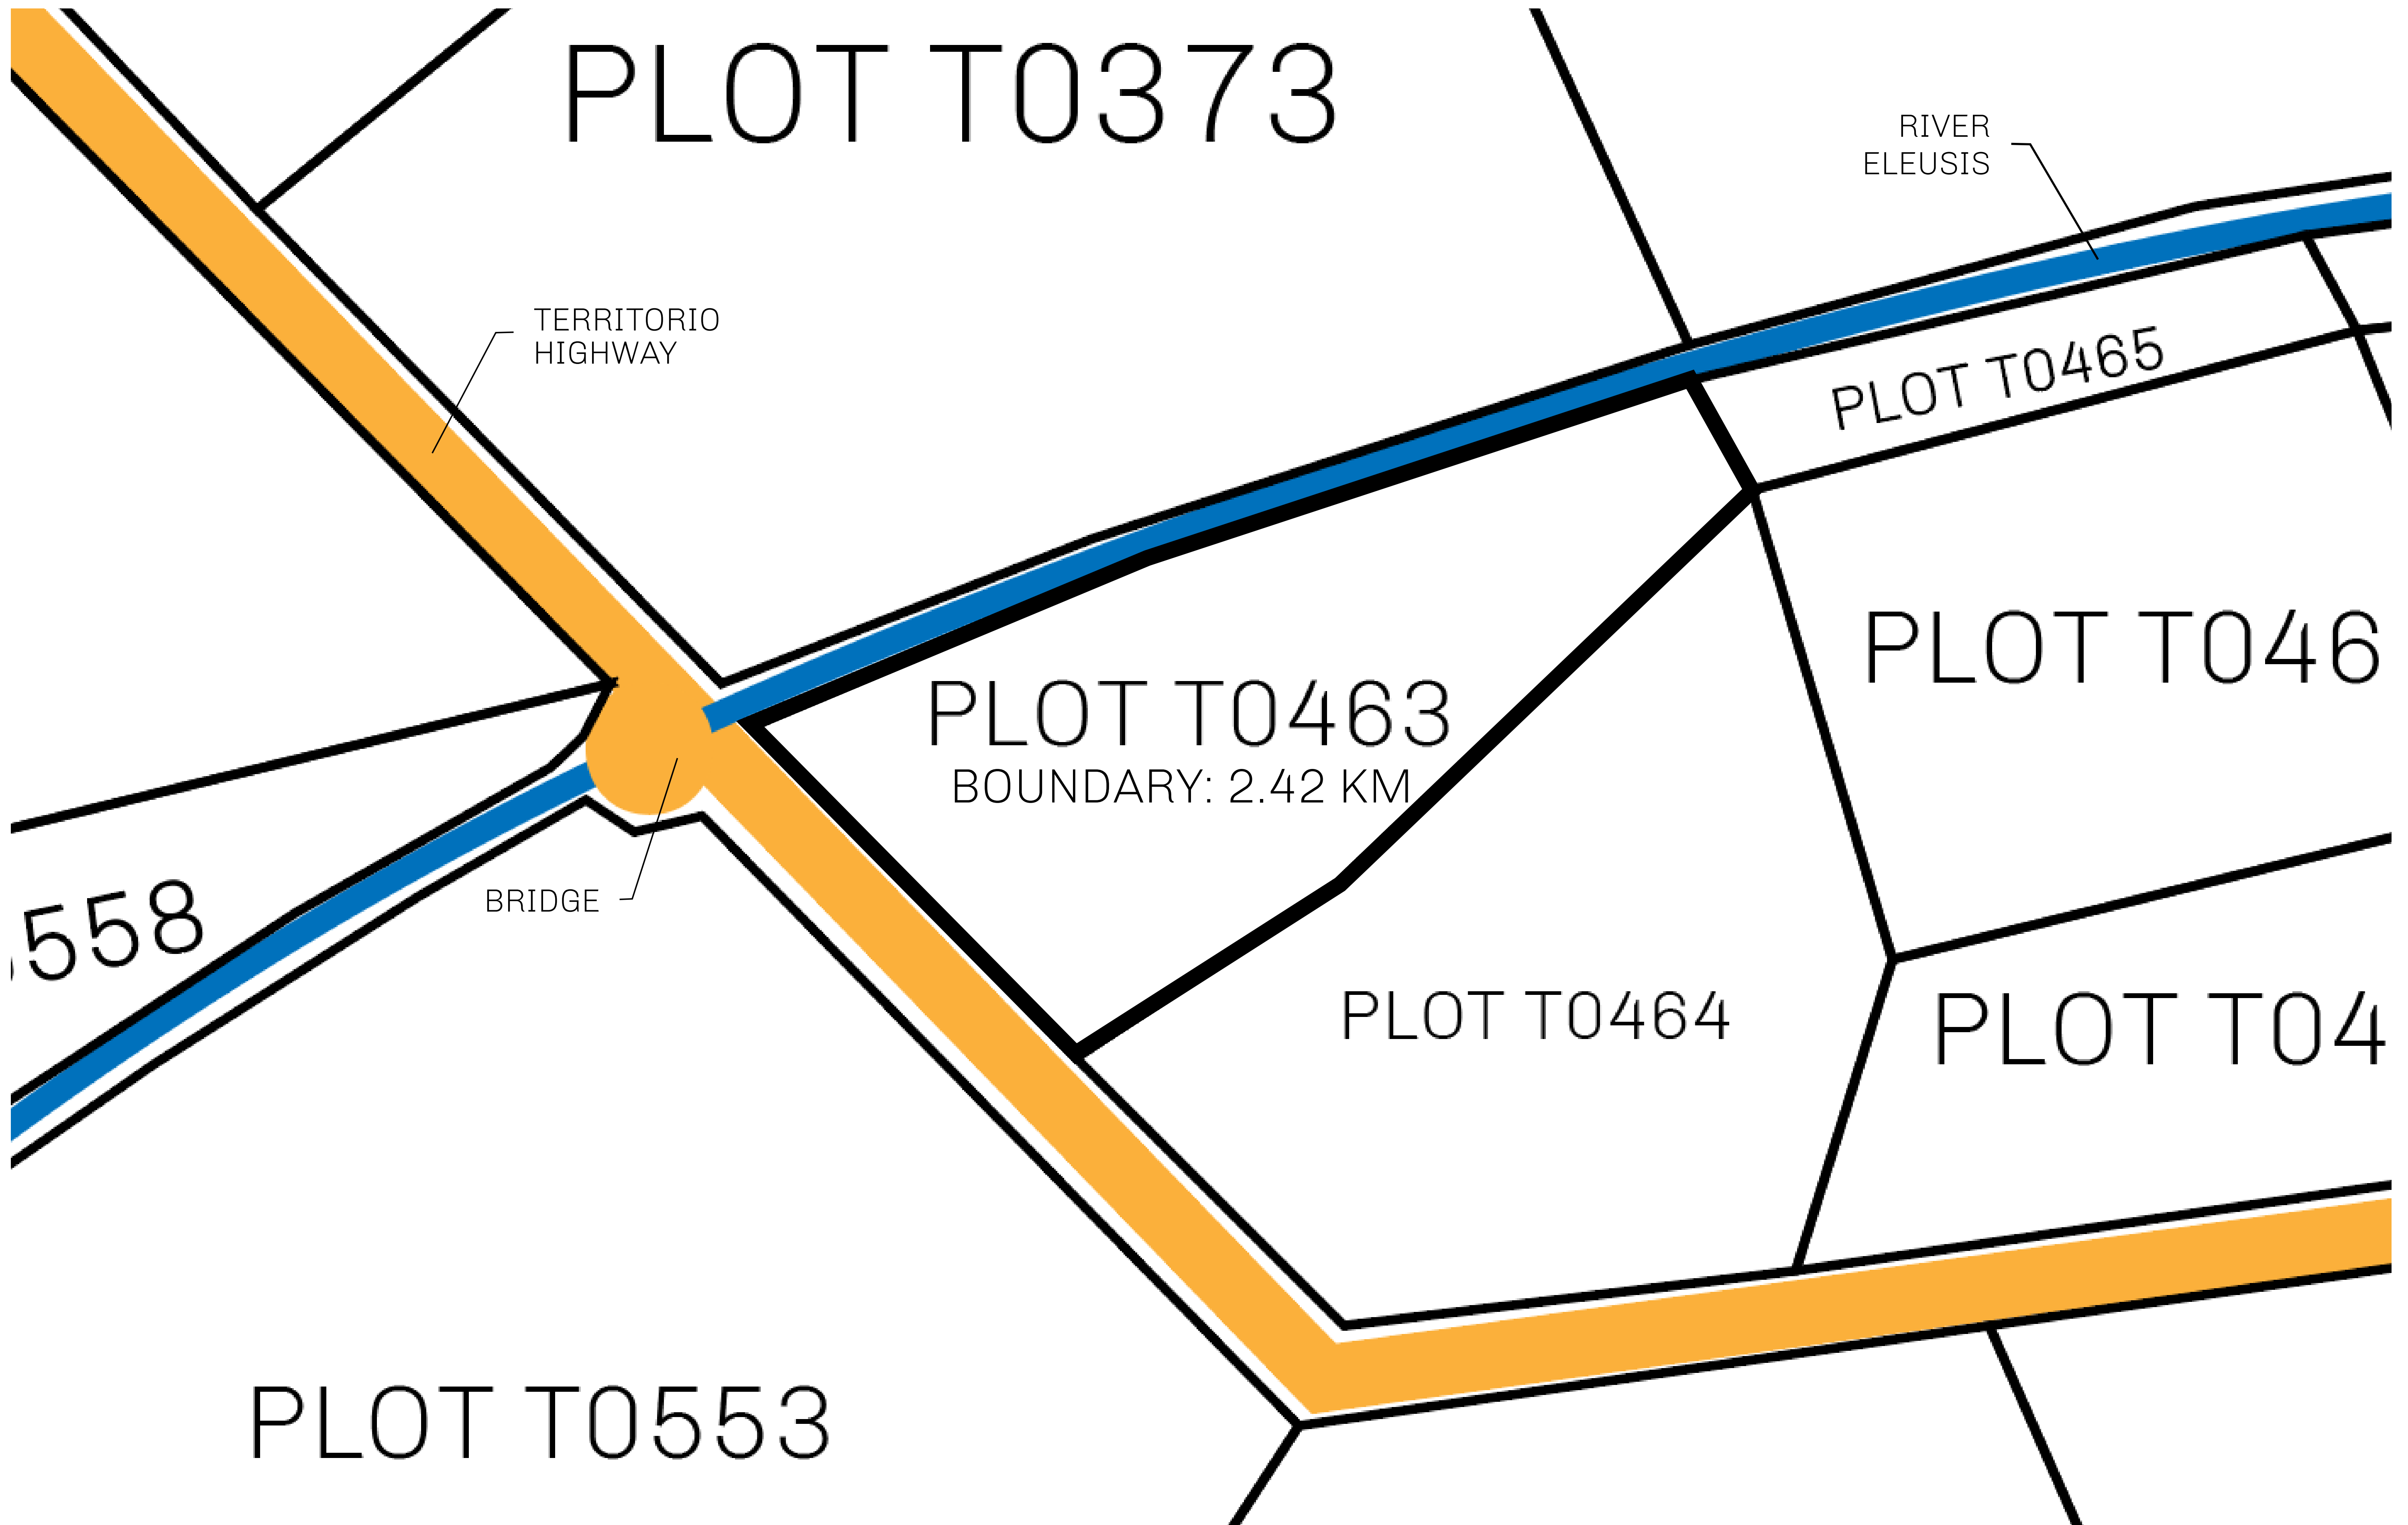 PLOT T0373
RIVER
ELEUSIS
TERRITORIO
HIGHWAY
PLOT T0465
PLOT T046
PLOT T0463
BOUNDARY: 2.42 KM
558
BRIDGE
PLOT T0464
PLOT T04
PLOT T0553